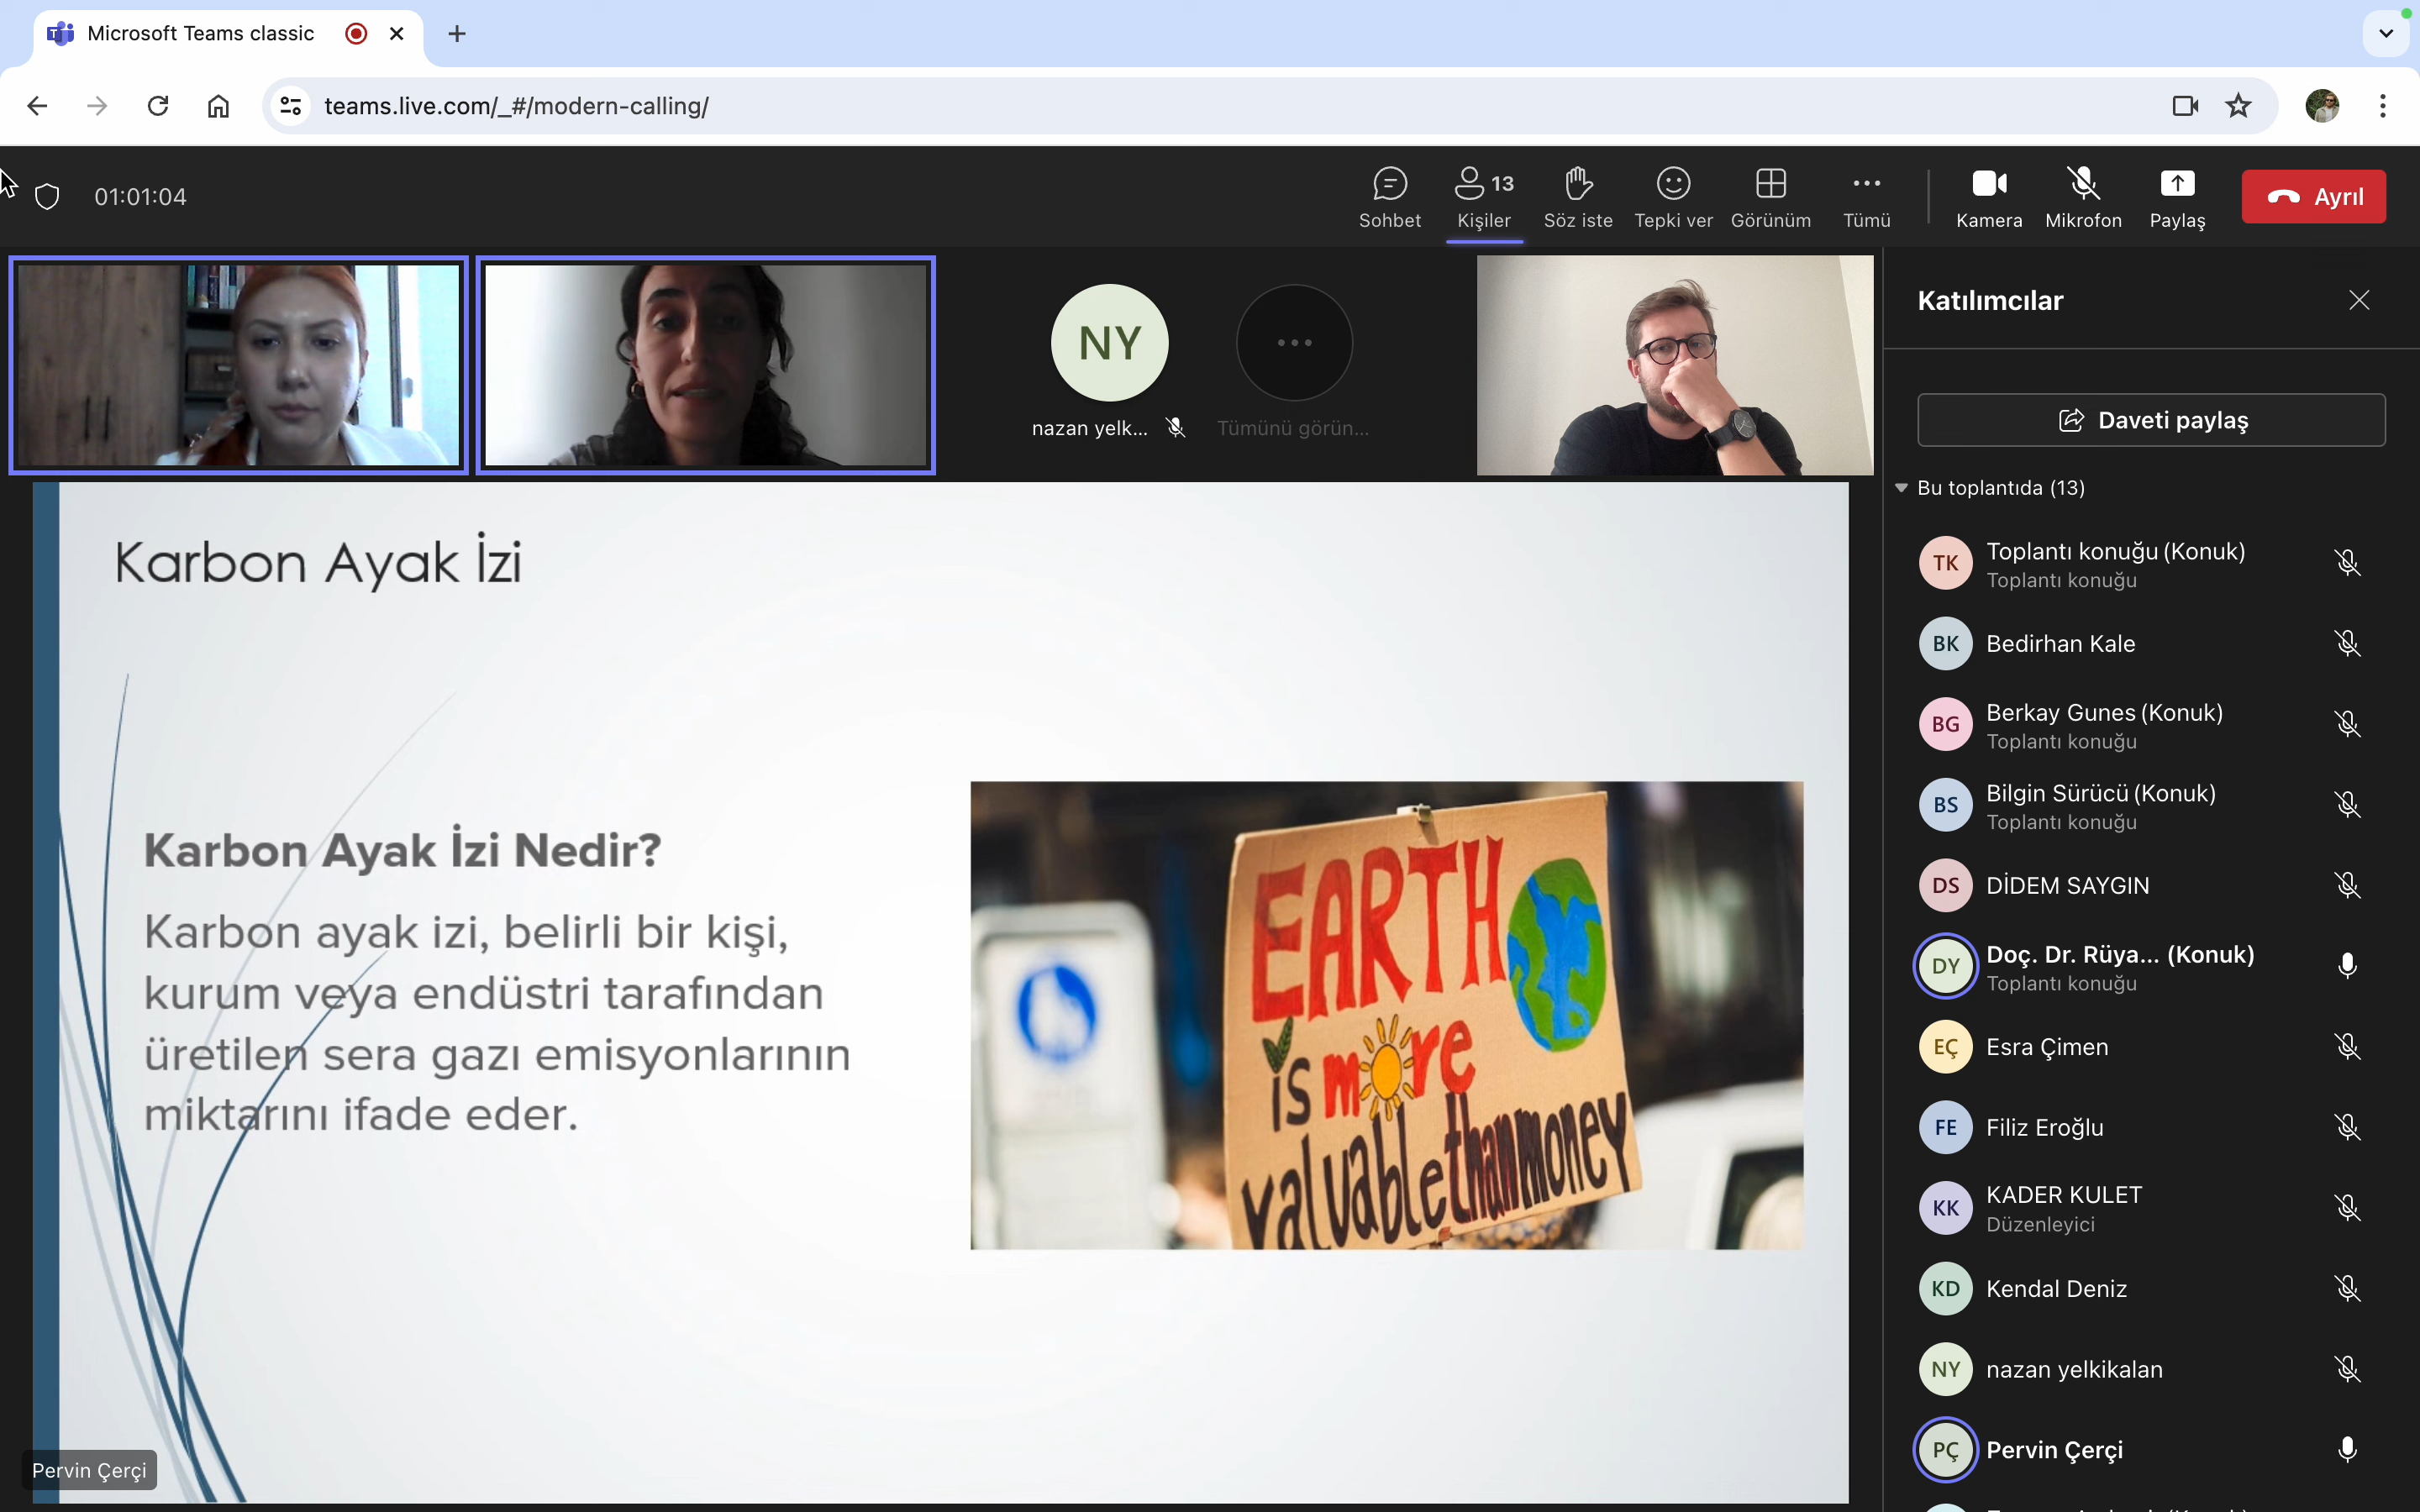 Microsoft Teams classic
teams.live.com/_#/modern-calling/
01:01:04
Sohbet
13
Kişiler
Söz iste
Tepki ver
Görünüm
Tümü
Kamera
Mikrofon
Paylaş
Ayrıl
NY
nazan yelk...
Tümünü görün...
Karbon Ayak İzi
Karbon Ayak İzi Nedir?
Karbon ayak izi, belirli bir kişi,
kurum veya endüstri tarafından
üretilen sera gazı emisyonlarının
miktarını ifade eder.
EARTH
is more
valuable than money
Pervin Çerçi
Katılımcılar
Daveti paylaş
Bu toplantıda (13)
TK
Toplantı konuğu (Konuk)
Toplantı konuğu
BK
Bedirhan Kale
BG
Berkay Gunes (Konuk)
Toplantı konuğu
BS
Bilgin Sürücü (Konuk)
Toplantı konuğu
DS
DİDEM SAYGIN
DY
Doç. Dr. Rüya... (Konuk)
Toplantı konuğu
EÇ
Esra Çimen
FE
Filiz Eroğlu
KK
KADER KULET
Düzenleyici
KD
Kendal Deniz
NY
nazan yelkikalan
PÇ
Pervin Çerçi